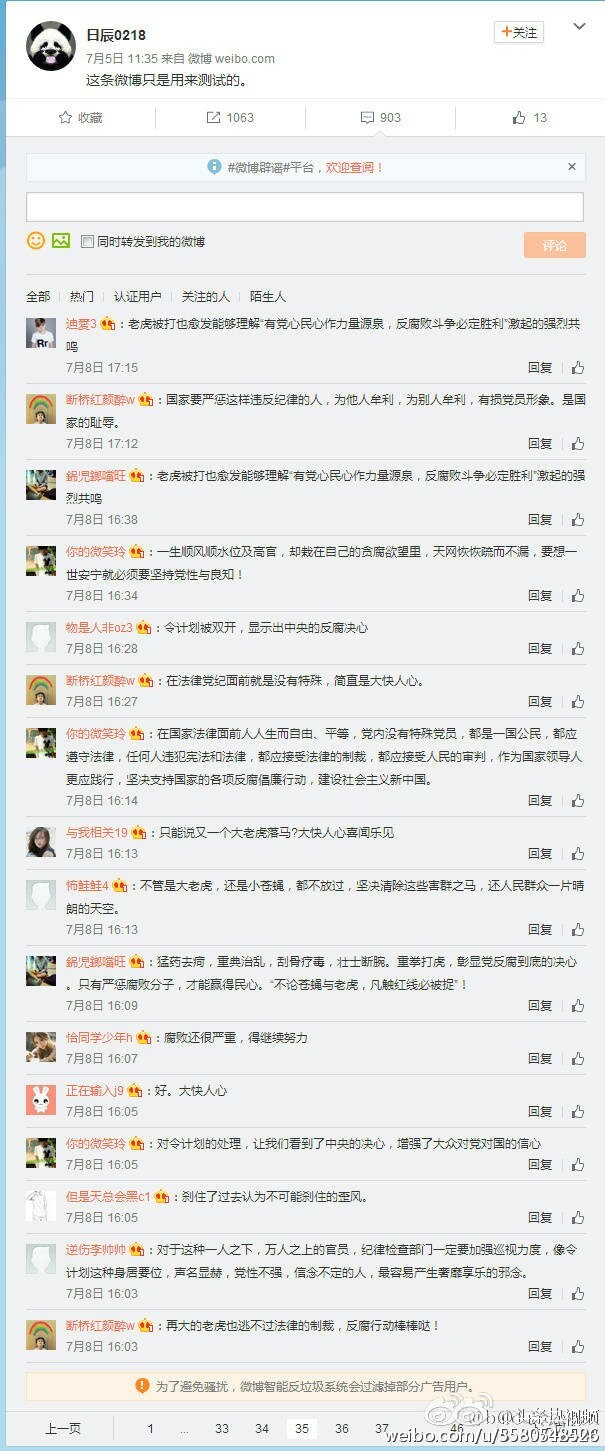 日辰0218
+关注
7月5日 11:35 来自 微博 weibo.com
这条微博只是用来测试的。
收藏
1063
903
13
#微博辟谣#平台，欢迎查阅！ ×
同时转发到我的微博
评论
全部 | 热门 | 认证用户 | 关注的人 | 陌生人
迪愛3：老虎被打也愈发能够理解“有党心民心作力量源泉，反腐败斗争必定胜利”激起的强烈共
鸣
7月8日 17:15 回复
断桥红颜醉w：国家要严惩这样违反纪律的人，为他人牟利，为别人牟利，有损党员形象。是国
家的耻辱。
7月8日 17:12 回复
鍋児鎯噹旺：老虎被打也愈发能够理解“有党心民心作力量源泉，反腐败斗争必定胜利”激起的强
烈共鸣
7月8日 16:38 回复
你的微笑玲：一生顺风顺水位及高官，却栽在自己的贪腐欲望里，天网恢恢疏而不漏，要想一
世安宁就必须要坚持党性与良知！
7月8日 16:34 回复
物是人非oz3：令计划被双开，显示出中央的反腐决心
7月8日 16:28 回复
断桥红颜醉w：在法律党纪面前就是没有特殊，简直是大快人心。
7月8日 16:27 回复
你的微笑玲：在国家法律面前人人生而自由、平等，党内没有特殊党员，都是一国公民，都应
遵守法律，任何人违犯宪法和法律，都应接受法律的制裁，都应接受人民的审判，作为国家领导人
更应践行，坚决支持国家的各项反腐倡廉行动，建设社会主义新中国。
7月8日 16:14 回复
与我相关19：只能说又一个大老虎落马?大快人心喜闻乐见
7月8日 16:13 回复
怖鲑鲑4：不管是大老虎，还是小苍蝇，都不放过，坚决清除这些害群之马，还人民群众一片晴
朗的天空。
7月8日 16:13 回复
鍋児鎯噹旺：猛药去疴，重典治乱，刮骨疗毒，壮士断腕。重拳打虎，彰显党反腐到底的决心
。只有严惩腐败分子，才能赢得民心。“不论苍蝇与老虎，凡触红线必被捉”！
7月8日 16:09 回复
恰同学少年h：腐败还很严重，得继续努力
7月8日 16:07 回复
正在输入j9：好。大快人心
7月8日 16:05 回复
你的微笑玲：对令计划的处理，让我们看到了中央的决心，增强了大众对党对国的信心
7月8日 16:05 回复
但是天总会黑c1：刹住了过去认为不可能刹住的歪风。
7月8日 16:05 回复
逆伤李帅帅：对于这种一人之下，万人之上的官员，纪律检查部门一定要加强巡视力度，像令
计划这种身居要位，声名显赫，党性不强，信念不定的人，最容易产生奢靡享乐的邪念。
7月8日 16:03 回复
断桥红颜醉w：再大的老虎也逃不过法律的制裁，反腐行动棒棒哒！
7月8日 16:03 回复
为了避免骚扰，微博智能反垃圾系统会过滤掉部分广告用户。
上一页 1 ... 33 34 35 36 37 46
weibo.com/u/5580548526